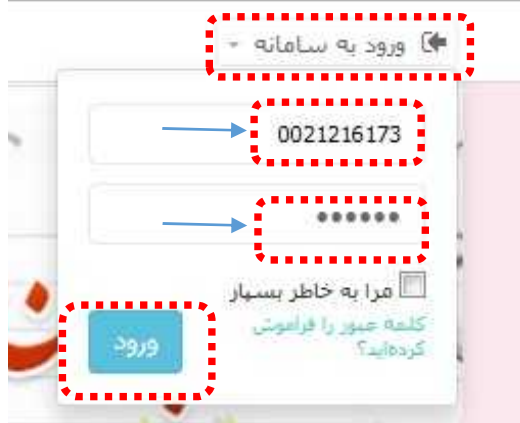 ورود به سامانه
0021216173
••••••
مرا به خاطر بسپار
کلمه عبور را فراموش
کرده‌اید؟
ورود